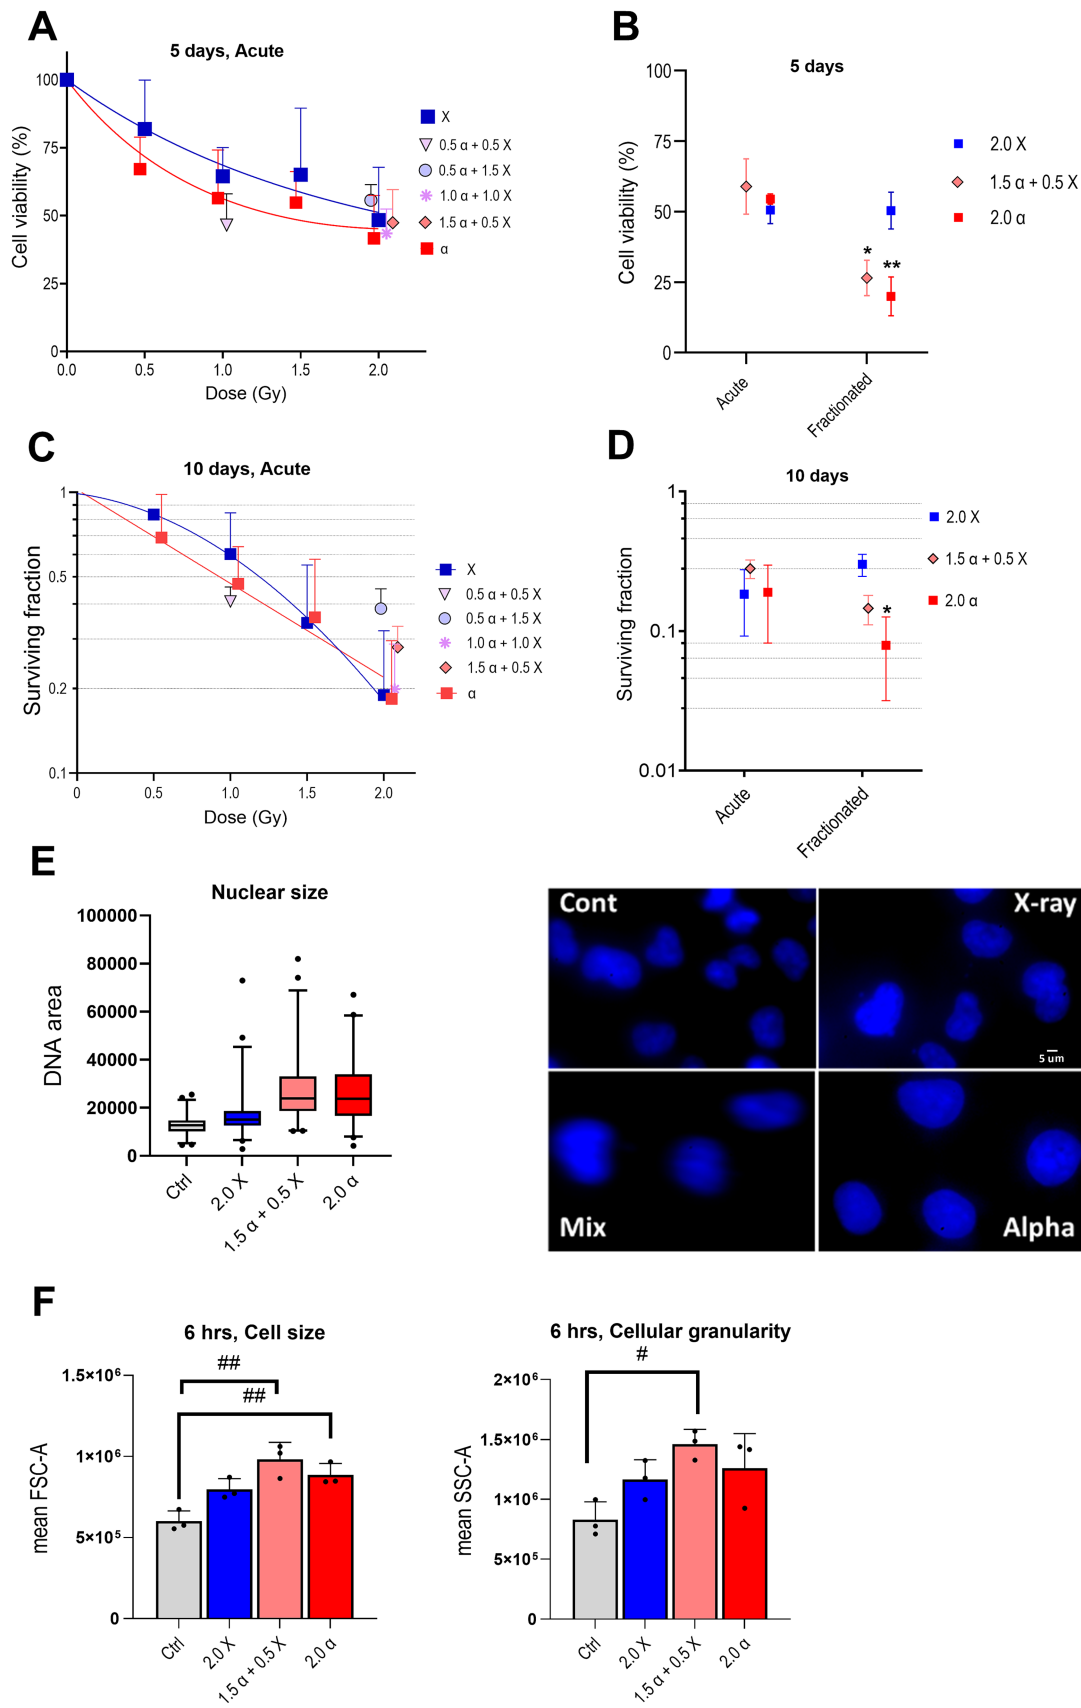 A
5 days, Acute
Cell viability (%)
100
75
50
25
0
0.0
0.5
1.0
1.5
2.0
Dose (Gy)
X
0.5 α + 0.5 X
0.5 α + 1.5 X
1.0 α + 1.0 X
1.5 α + 0.5 X
α
B
5 days
Cell viability (%)
100
75
50
25
0
*
**
Acute
Fractionated
2.0 X
1.5 α + 0.5 X
2.0 α
C
10 days, Acute
Surviving fraction
1
0.5
0.2
0.1
0
0.5
1.0
1.5
2.0
Dose (Gy)
X
0.5 α + 0.5 X
0.5 α + 1.5 X
1.0 α + 1.0 X
1.5 α + 0.5 X
α
D
10 days
Surviving fraction
1
0.1
0.01
*
Acute
Fractionated
2.0 X
1.5 α + 0.5 X
2.0 α
E
Nuclear size
DNA area
100000
80000
60000
40000
20000
0
Ctrl
2.0 X
1.5 α + 0.5 X
2.0 α
Cont
X-ray
5 um
Mix
Alpha
F
6 hrs, Cell size
##
##
mean FSC-A
1.5×10⁶
1×10⁶
5×10⁵
0
Ctrl
2.0 X
1.5 α + 0.5 X
2.0 α
6 hrs, Cellular granularity
#
mean SSC-A
2×10⁶
1.5×10⁶
1×10⁶
5×10⁵
0
Ctrl
2.0 X
1.5 α + 0.5 X
2.0 α